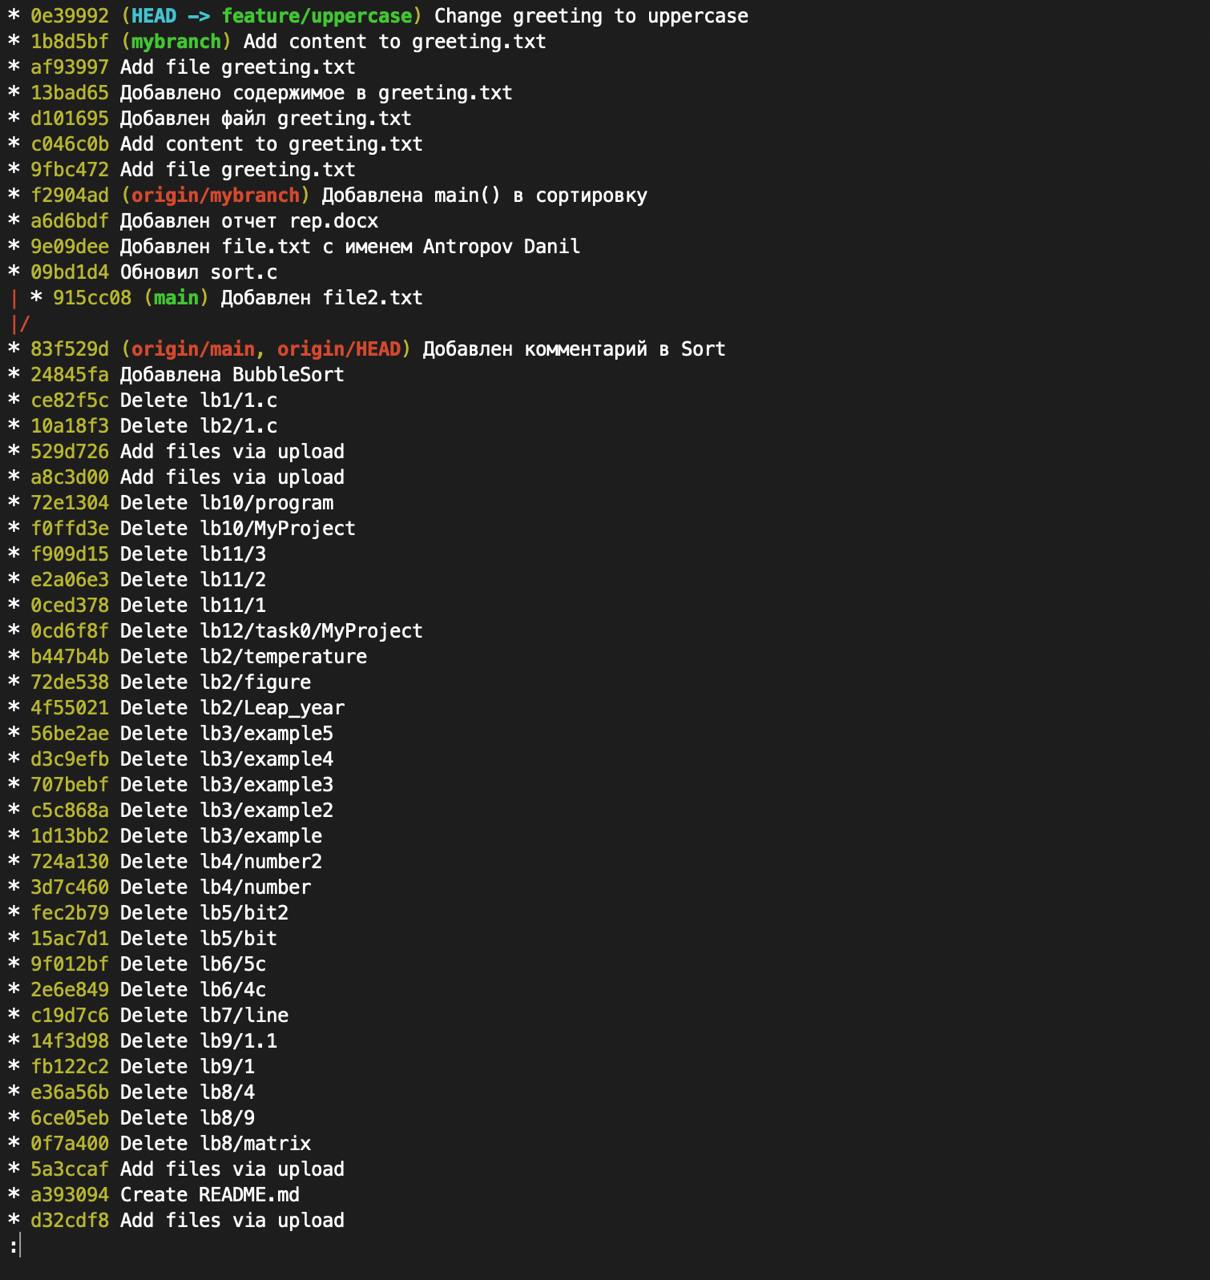 * 0e39992 (HEAD -> feature/uppercase) Change greeting to uppercase
* 1b8d5bf (mybranch) Add content to greeting.txt
* af93997 Add file greeting.txt
* 13bad65 Добавлено содержимое в greeting.txt
* d101695 Добавлен файл greeting.txt
* c046c0b Add content to greeting.txt
* 9fbc472 Add file greeting.txt
* f2904ad (origin/mybranch) Добавлена main() в сортировку
* a6d6bdf Добавлен отчет rep.docx
* 9e09dee Добавлен file.txt с именем Antropov Danil
* 09bd1d4 Обновил sort.c
| * 915cc08 (main) Добавлен file2.txt
|/
* 83f529d (origin/main, origin/HEAD) Добавлен комментарий в Sort
* 24845fa Добавлена BubbleSort
* ce82f5c Delete lb1/1.c
* 10a18f3 Delete lb2/1.c
* 529d726 Add files via upload
* a8c3d00 Add files via upload
* 72e1304 Delete lb10/program
* f0ffd3e Delete lb10/MyProject
* f909d15 Delete lb11/3
* e2a06e3 Delete lb11/2
* 0ced378 Delete lb11/1
* 0cd6f8f Delete lb12/task0/MyProject
* b447b4b Delete lb2/temperature
* 72de538 Delete lb2/figure
* 4f55021 Delete lb2/Leap_year
* 56be2ae Delete lb3/example5
* d3c9efb Delete lb3/example4
* 707bebf Delete lb3/example3
* c5c868a Delete lb3/example2
* 1d13bb2 Delete lb3/example
* 724a130 Delete lb4/number2
* 3d7c460 Delete lb4/number
* fec2b79 Delete lb5/bit2
* 15ac7d1 Delete lb5/bit
* 9f012bf Delete lb6/5c
* 2e6e849 Delete lb6/4c
* c19d7c6 Delete lb7/line
* 14f3d98 Delete lb9/1.1
* fb122c2 Delete lb9/1
* e36a56b Delete lb8/4
* 6ce05eb Delete lb8/9
* 0f7a400 Delete lb8/matrix
* 5a3ccaf Add files via upload
* a393094 Create README.md
* d32cdf8 Add files via upload
: